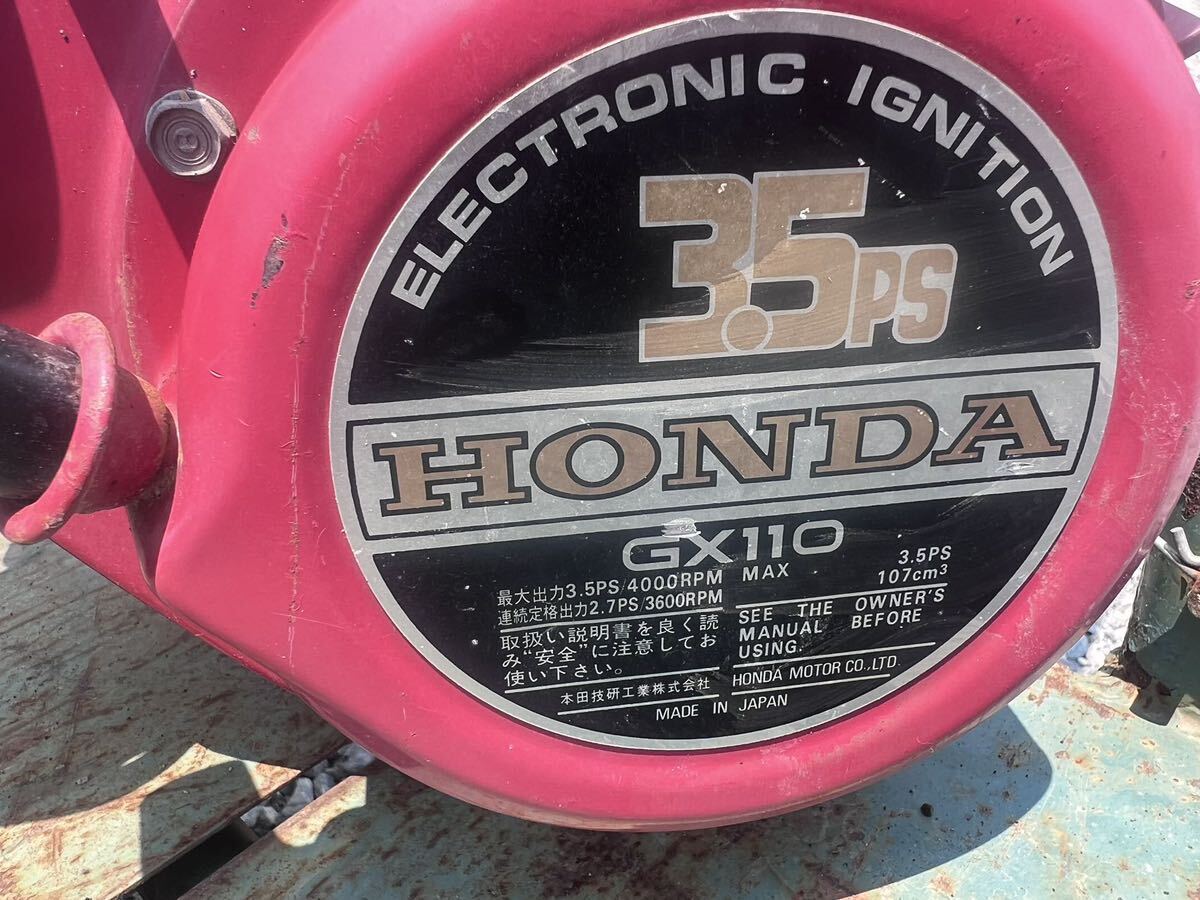 ELECTRONIC IGNITION
3.5PS
HONDA
GX110
最大出力3.5PS/4000RPM
連続定格出力2.7PS/3600RPM
取扱い説明書を良く読
み“安全”に注意してお
使い下さい。
本田技研工業株式会社
MAX 3.5PS
107cm³
SEE THE OWNER'S
MANUAL BEFORE
USING.
HONDA MOTOR CO.,LTD.
MADE IN JAPAN